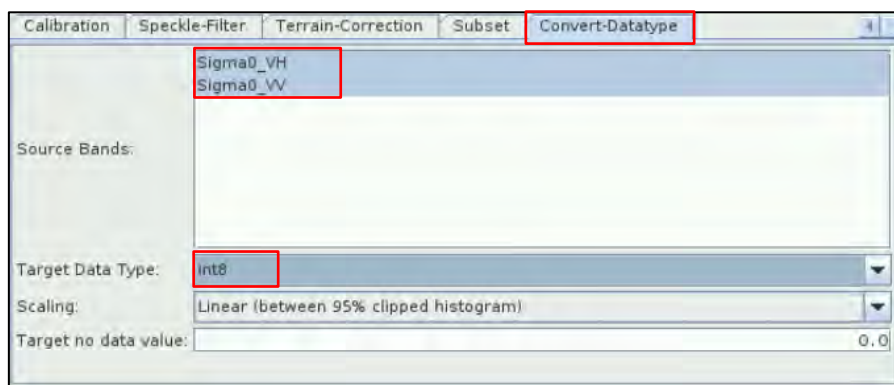 Calibration Speckle-Filter Terrain-Correction Subset Convert-Datatype
Sigma0_VH
Sigma0_VV
Source Bands:
Target Data Type: int8
Scaling: Linear (between 95% clipped histogram)
Target no data value: 0.0